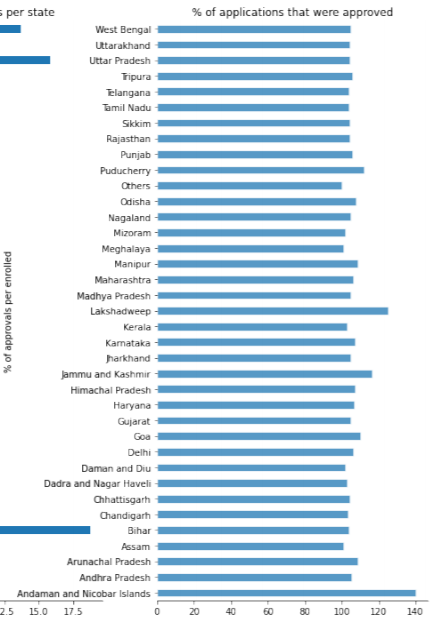 s per state
% of applications that were approved
West Bengal
Uttarakhand
Uttar Pradesh
Tripura
Telangana
Tamil Nadu
Sikkim
Rajasthan
Punjab
Puducherry
Others
Odisha
Nagaland
Mizoram
Meghalaya
Manipur
Maharashtra
Madhya Pradesh
Lakshadweep
Kerala
Karnataka
Jharkhand
Jammu and Kashmir
Himachal Pradesh
Haryana
Gujarat
Goa
Delhi
Daman and Diu
Dadra and Nagar Haveli
Chhattisgarh
Chandigarh
Bihar
Assam
Arunachal Pradesh
Andhra Pradesh
Andaman and Nicobar Islands
% of approvals per enrolled
2.5 15.0 17.5
0 20 40 60 80 100 120 140